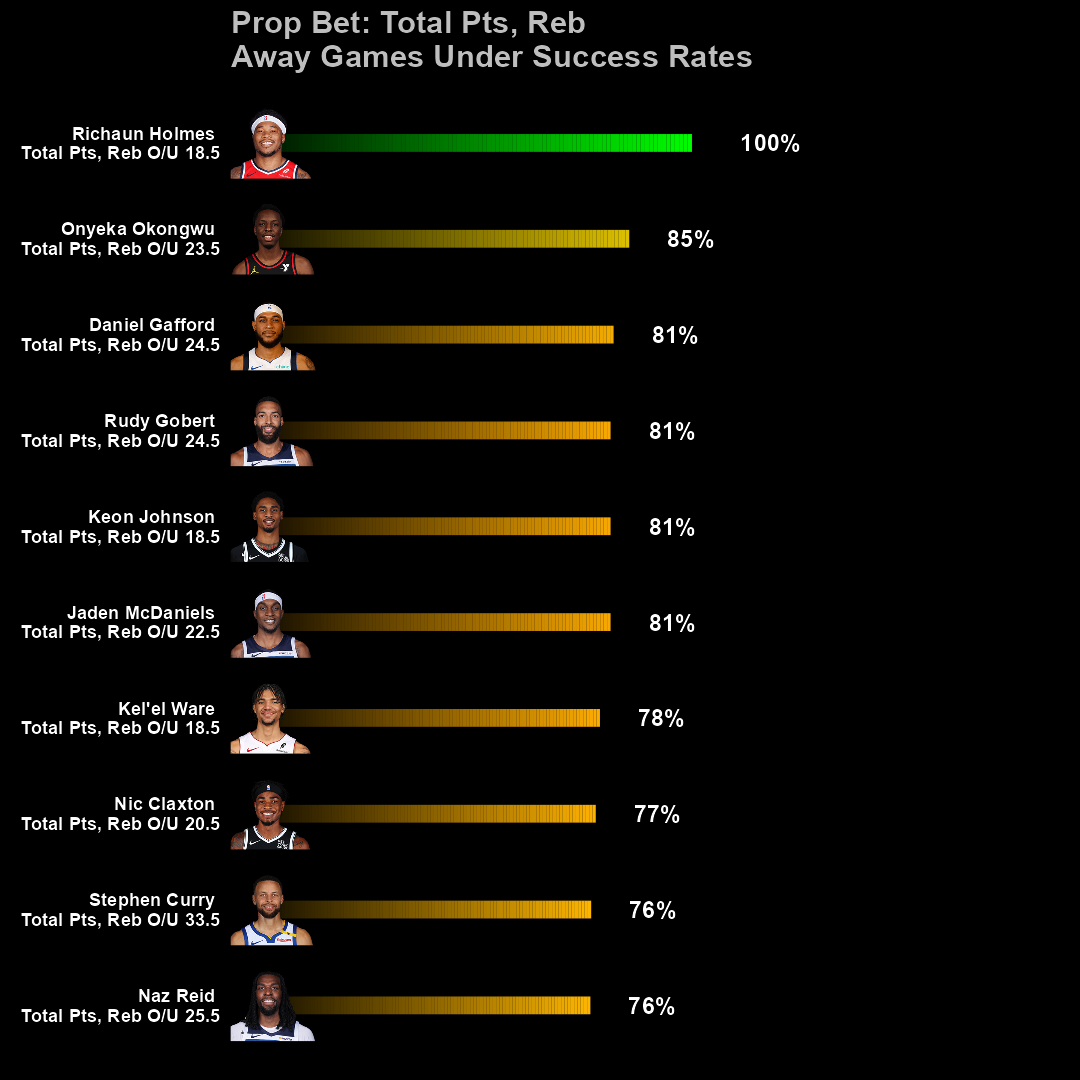 Prop Bet: Total Pts, Reb
Away Games Under Success Rates
Richaun Holmes
Total Pts, Reb O/U 18.5
100%
Onyeka Okongwu
Total Pts, Reb O/U 23.5
85%
Daniel Gafford
Total Pts, Reb O/U 24.5
81%
Rudy Gobert
Total Pts, Reb O/U 24.5
81%
Keon Johnson
Total Pts, Reb O/U 18.5
81%
Jaden McDaniels
Total Pts, Reb O/U 22.5
81%
Kel'el Ware
Total Pts, Reb O/U 18.5
78%
Nic Claxton
Total Pts, Reb O/U 20.5
77%
Stephen Curry
Total Pts, Reb O/U 33.5
76%
Naz Reid
Total Pts, Reb O/U 25.5
76%